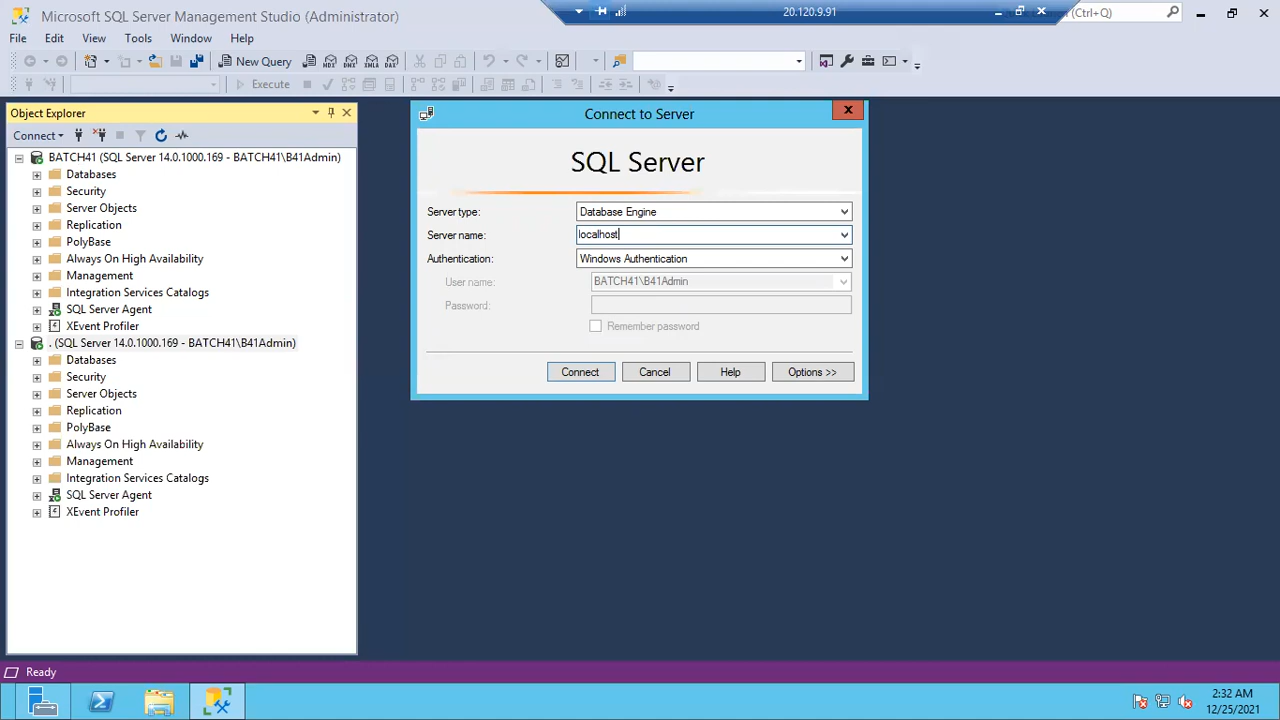 Microsoft SQL Server Management Studio (Administrator)
20.120.9.91
(Ctrl+Q)
File Edit View Tools Window Help
New Query
MDX DMX XMLA DAX
Execute
Object Explorer
Connect
BATCH41 (SQL Server 14.0.1000.169 - BATCH41\B41Admin)
Databases
Security
Server Objects
Replication
PolyBase
Always On High Availability
Management
Integration Services Catalogs
SQL Server Agent
XEvent Profiler
. (SQL Server 14.0.1000.169 - BATCH41\B41Admin)
Databases
Security
Server Objects
Replication
PolyBase
Always On High Availability
Management
Integration Services Catalogs
SQL Server Agent
XEvent Profiler
Connect to Server
SQL Server
Server type: Database Engine
Server name: localhost
Authentication: Windows Authentication
User name: BATCH41\B41Admin
Password:
Remember password
Connect Cancel Help Options >>
Ready
2:32 AM
12/25/2021